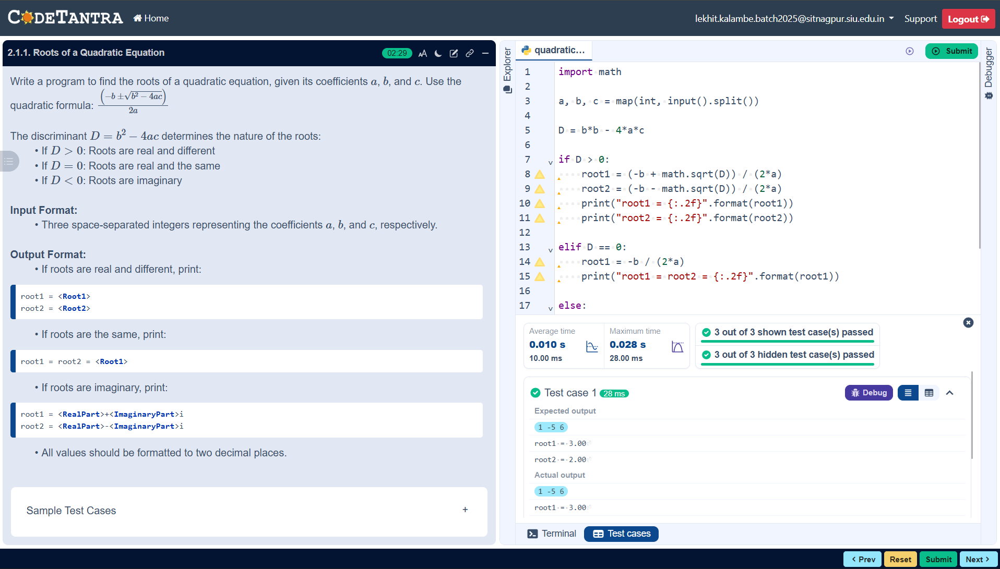 CODETANTRA
Home
lekhit.kalambe.batch2025@sitnagpur.siu.edu.in
Support
Logout
2.1.1. Roots of a Quadratic Equation
02:29
Write a program to find the roots of a quadratic equation, given its coefficients a, b, and c. Use the
quadratic formula: (−b ± √(b² − 4ac)) / 2a
The discriminant D = b² − 4ac determines the nature of the roots:
• If D > 0: Roots are real and different
• If D = 0: Roots are real and the same
• If D < 0: Roots are imaginary
Input Format:
• Three space-separated integers representing the coefficients a, b, and c, respectively.
Output Format:
• If roots are real and different, print:
root1 = <Root1>
root2 = <Root2>
• If roots are the same, print:
root1 = root2 = <Root1>
• If roots are imaginary, print:
root1 = <RealPart>+<ImaginaryPart>i
root2 = <RealPart>-<ImaginaryPart>i
• All values should be formatted to two decimal places.
Sample Test Cases
+
Explorer
quadratic...
Submit
Debugger
1 import math
2
3 a, b, c = map(int, input().split())
4
5 D = b*b - 4*a*c
6
7 if D > 0:
8     root1 = (-b + math.sqrt(D)) / (2*a)
9     root2 = (-b - math.sqrt(D)) / (2*a)
10     print("root1 = {:.2f}".format(root1))
11     print("root2 = {:.2f}".format(root2))
12
13 elif D == 0:
14     root1 = -b / (2*a)
15     print("root1 = root2 = {:.2f}".format(root1))
16
17 else:
Average time
0.010 s
10.00 ms
Maximum time
0.028 s
28.00 ms
3 out of 3 shown test case(s) passed
3 out of 3 hidden test case(s) passed
Test case 1 28 ms
Debug
Expected output
1 -5 6
root1 = 3.00
root2 = 2.00
Actual output
1 -5 6
root1 = 3.00
Terminal
Test cases
Prev
Reset
Submit
Next